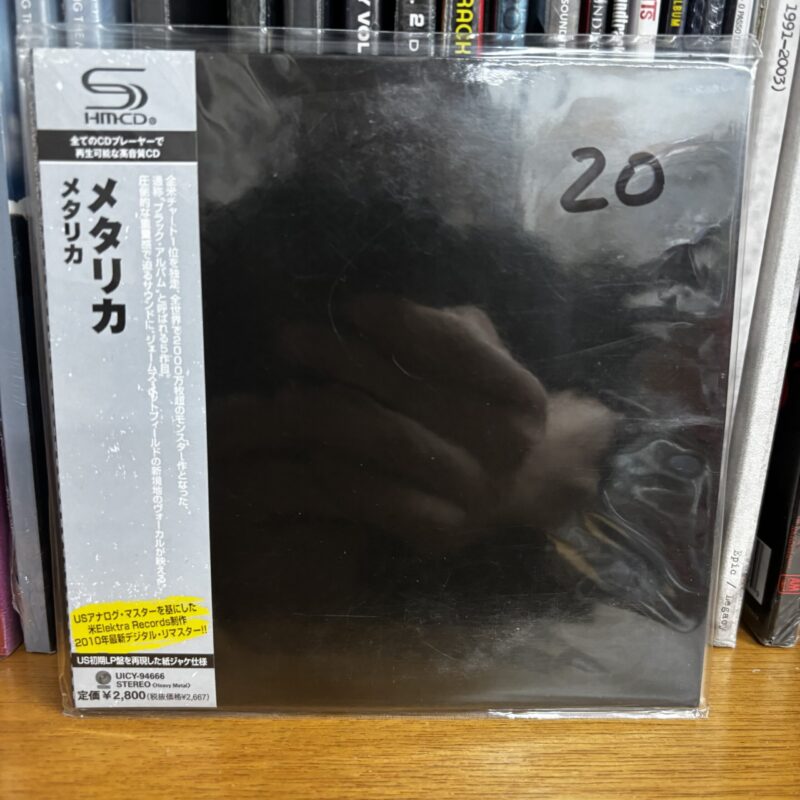 SHM-CD®
全てのCDプレーヤーで
再生可能な高音質CD
メタリカ
メタリカ
全米チャート1位を独走、全世界で2000万枚超のモンスター作となった、
通称“ブラック・アルバム”と呼ばれる5作目。
圧倒的な重量感で迫るサウンドに、ジェームズ・ヘットフィールドの新境地のヴォーカルが映える。
USアナログ・マスターを基にした
米Elektra Records制作
2010年最新デジタル・リマスター!!
US初期LP盤を再現した紙ジャケ仕様
UICY-94666
STEREO <Heavy Metal>
定価 ¥2,800(税抜価格¥2,667)
20
VOL
2
RACH
SOUND
ALBUM
1991-2003)
Epic / Legacy